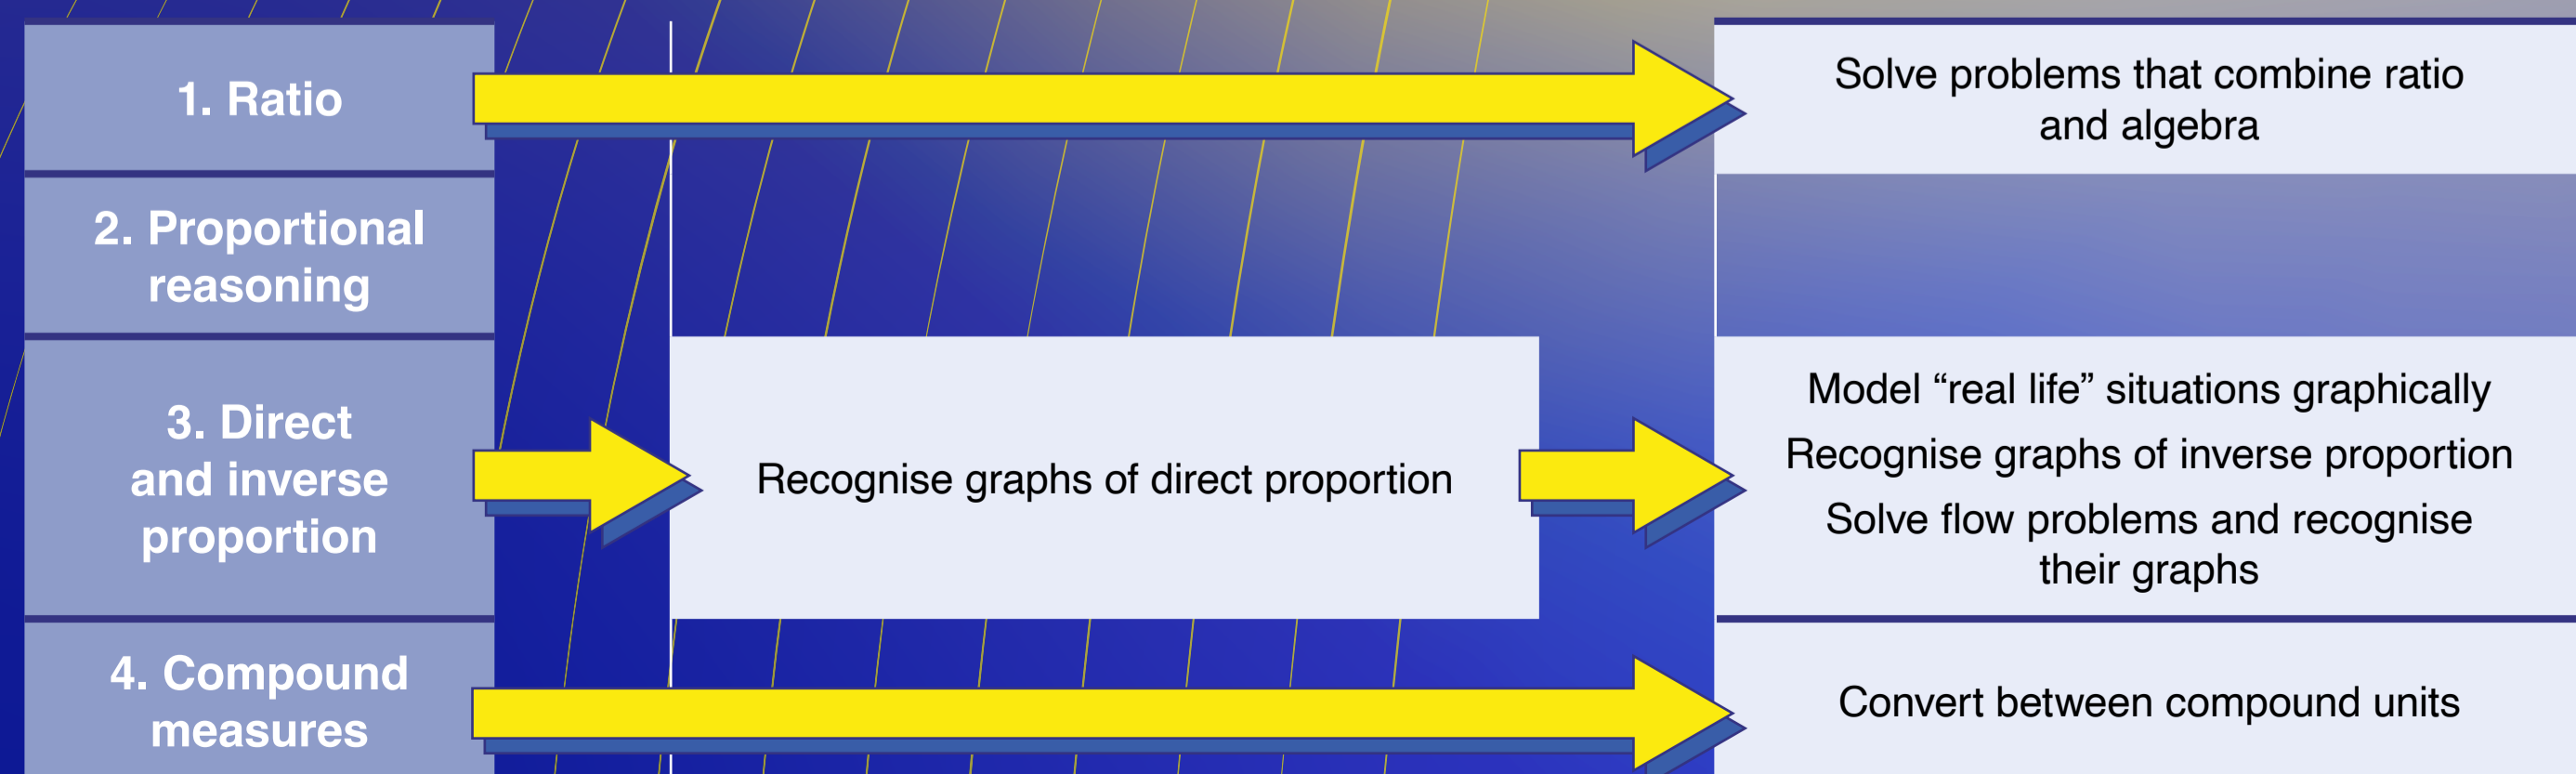 1. Ratio
Solve problems that combine ratio
and algebra
2. Proportional
reasoning
3. Direct
and inverse
proportion
Recognise graphs of direct proportion
Model “real life” situations graphically
Recognise graphs of inverse proportion
Solve flow problems and recognise
their graphs
4. Compound
measures
Convert between compound units